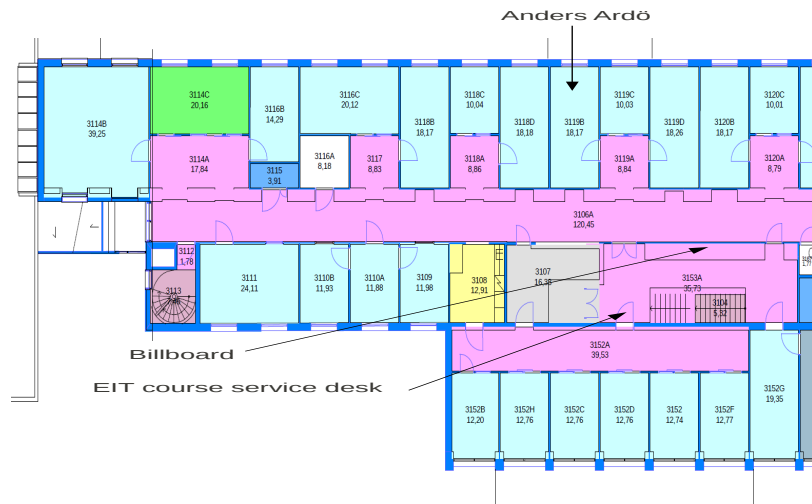 Anders Ardö
3114B
39,25
3114C
20,16
3116B
14,29
3116C
20,12
3118B
18,17
3118C
10,04
3118D
18,18
3119B
18,17
3119C
10,03
3119D
18,26
3120B
18,17
3120C
10,01
3114A
17,84
3115
3,91
3116A
8,18
3117
8,83
3118A
8,86
3119A
8,84
3120A
8,79
3106A
120,45
3112
1,78
3113
3111
24,11
3110B
11,93
3110A
11,88
3109
11,98
3108
12,91
3107
3153A
35,73
3104
5,32
Billboard
EIT course service desk
3152A
39,53
3152B
12,20
3152H
12,76
3152C
12,76
3152D
12,76
3152
12,74
3152F
12,77
3152G
19,35